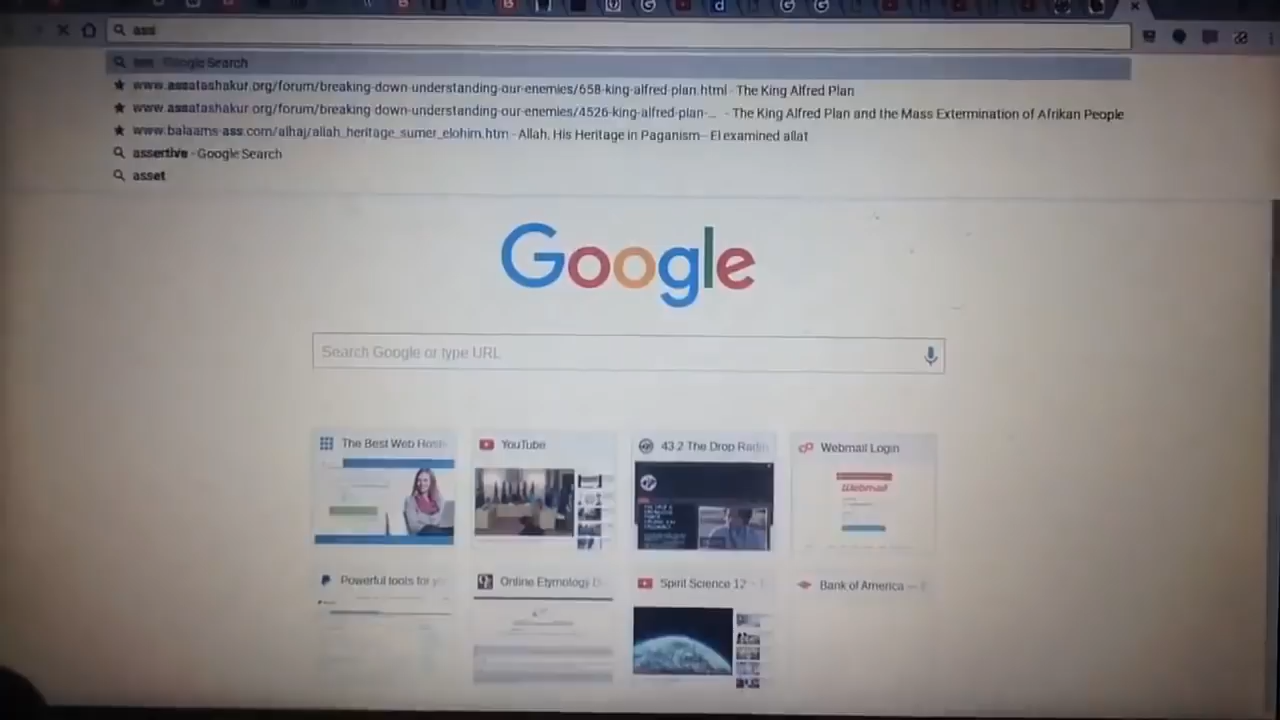 ass
ass - Google Search
www.assatashakur.org/forum/breaking-down-understanding-our-enemies/658-king-alfred-plan.html - The King Alfred Plan
www.assatashakur.org/forum/breaking-down-understanding-our-enemies/4526-king-alfred-plan-... - The King Alfred Plan and the Mass Extermination of Afrikan People
www.balaams-ass.com/alhaj/allah_heritage_sumer_elohim.htm - Allah, His Heritage in Paganism-- El examined allat
assertive - Google Search
asset
Google
Search Google or type URL
The Best Web Host
YouTube
43.2 The Drop Radio
Webmail Login
Webmail
Powerful tools for y
Online Etymology D
Spirit Science 12 -
Bank of America —